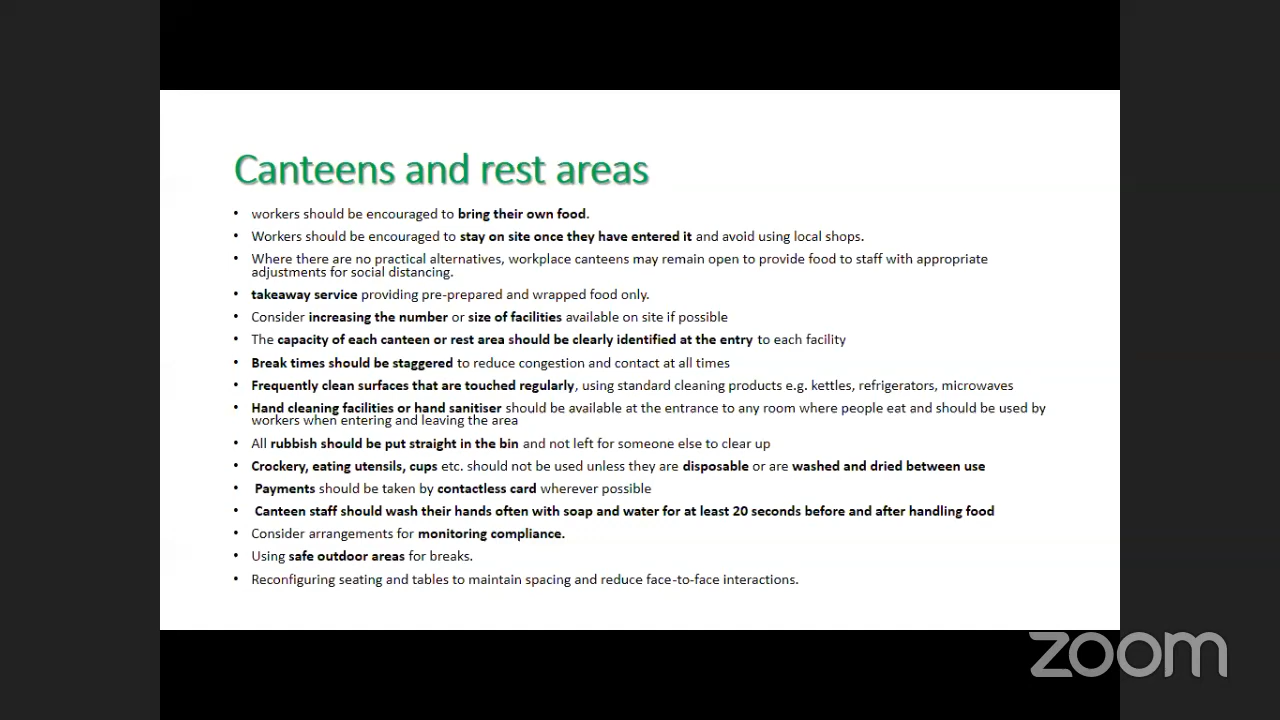 Canteens and rest areas
• workers should be encouraged to bring their own food.
• Workers should be encouraged to stay on site once they have entered it and avoid using local shops.
• Where there are no practical alternatives, workplace canteens may remain open to provide food to staff with appropriate
adjustments for social distancing.
• takeaway service providing pre-prepared and wrapped food only.
• Consider increasing the number or size of facilities available on site if possible
• The capacity of each canteen or rest area should be clearly identified at the entry to each facility
• Break times should be staggered to reduce congestion and contact at all times
• Frequently clean surfaces that are touched regularly, using standard cleaning products e.g. kettles, refrigerators, microwaves
• Hand cleaning facilities or hand sanitiser should be available at the entrance to any room where people eat and should be used by
workers when entering and leaving the area
• All rubbish should be put straight in the bin and not left for someone else to clear up
• Crockery, eating utensils, cups etc. should not be used unless they are disposable or are washed and dried between use
• Payments should be taken by contactless card wherever possible
• Canteen staff should wash their hands often with soap and water for at least 20 seconds before and after handling food
• Consider arrangements for monitoring compliance.
• Using safe outdoor areas for breaks.
• Reconfiguring seating and tables to maintain spacing and reduce face-to-face interactions.
zoom